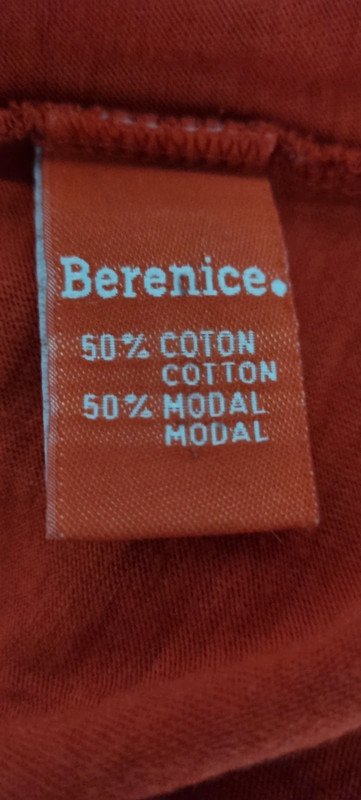 Berenice.
50% COTON
COTTON
50% MODAL
MODAL